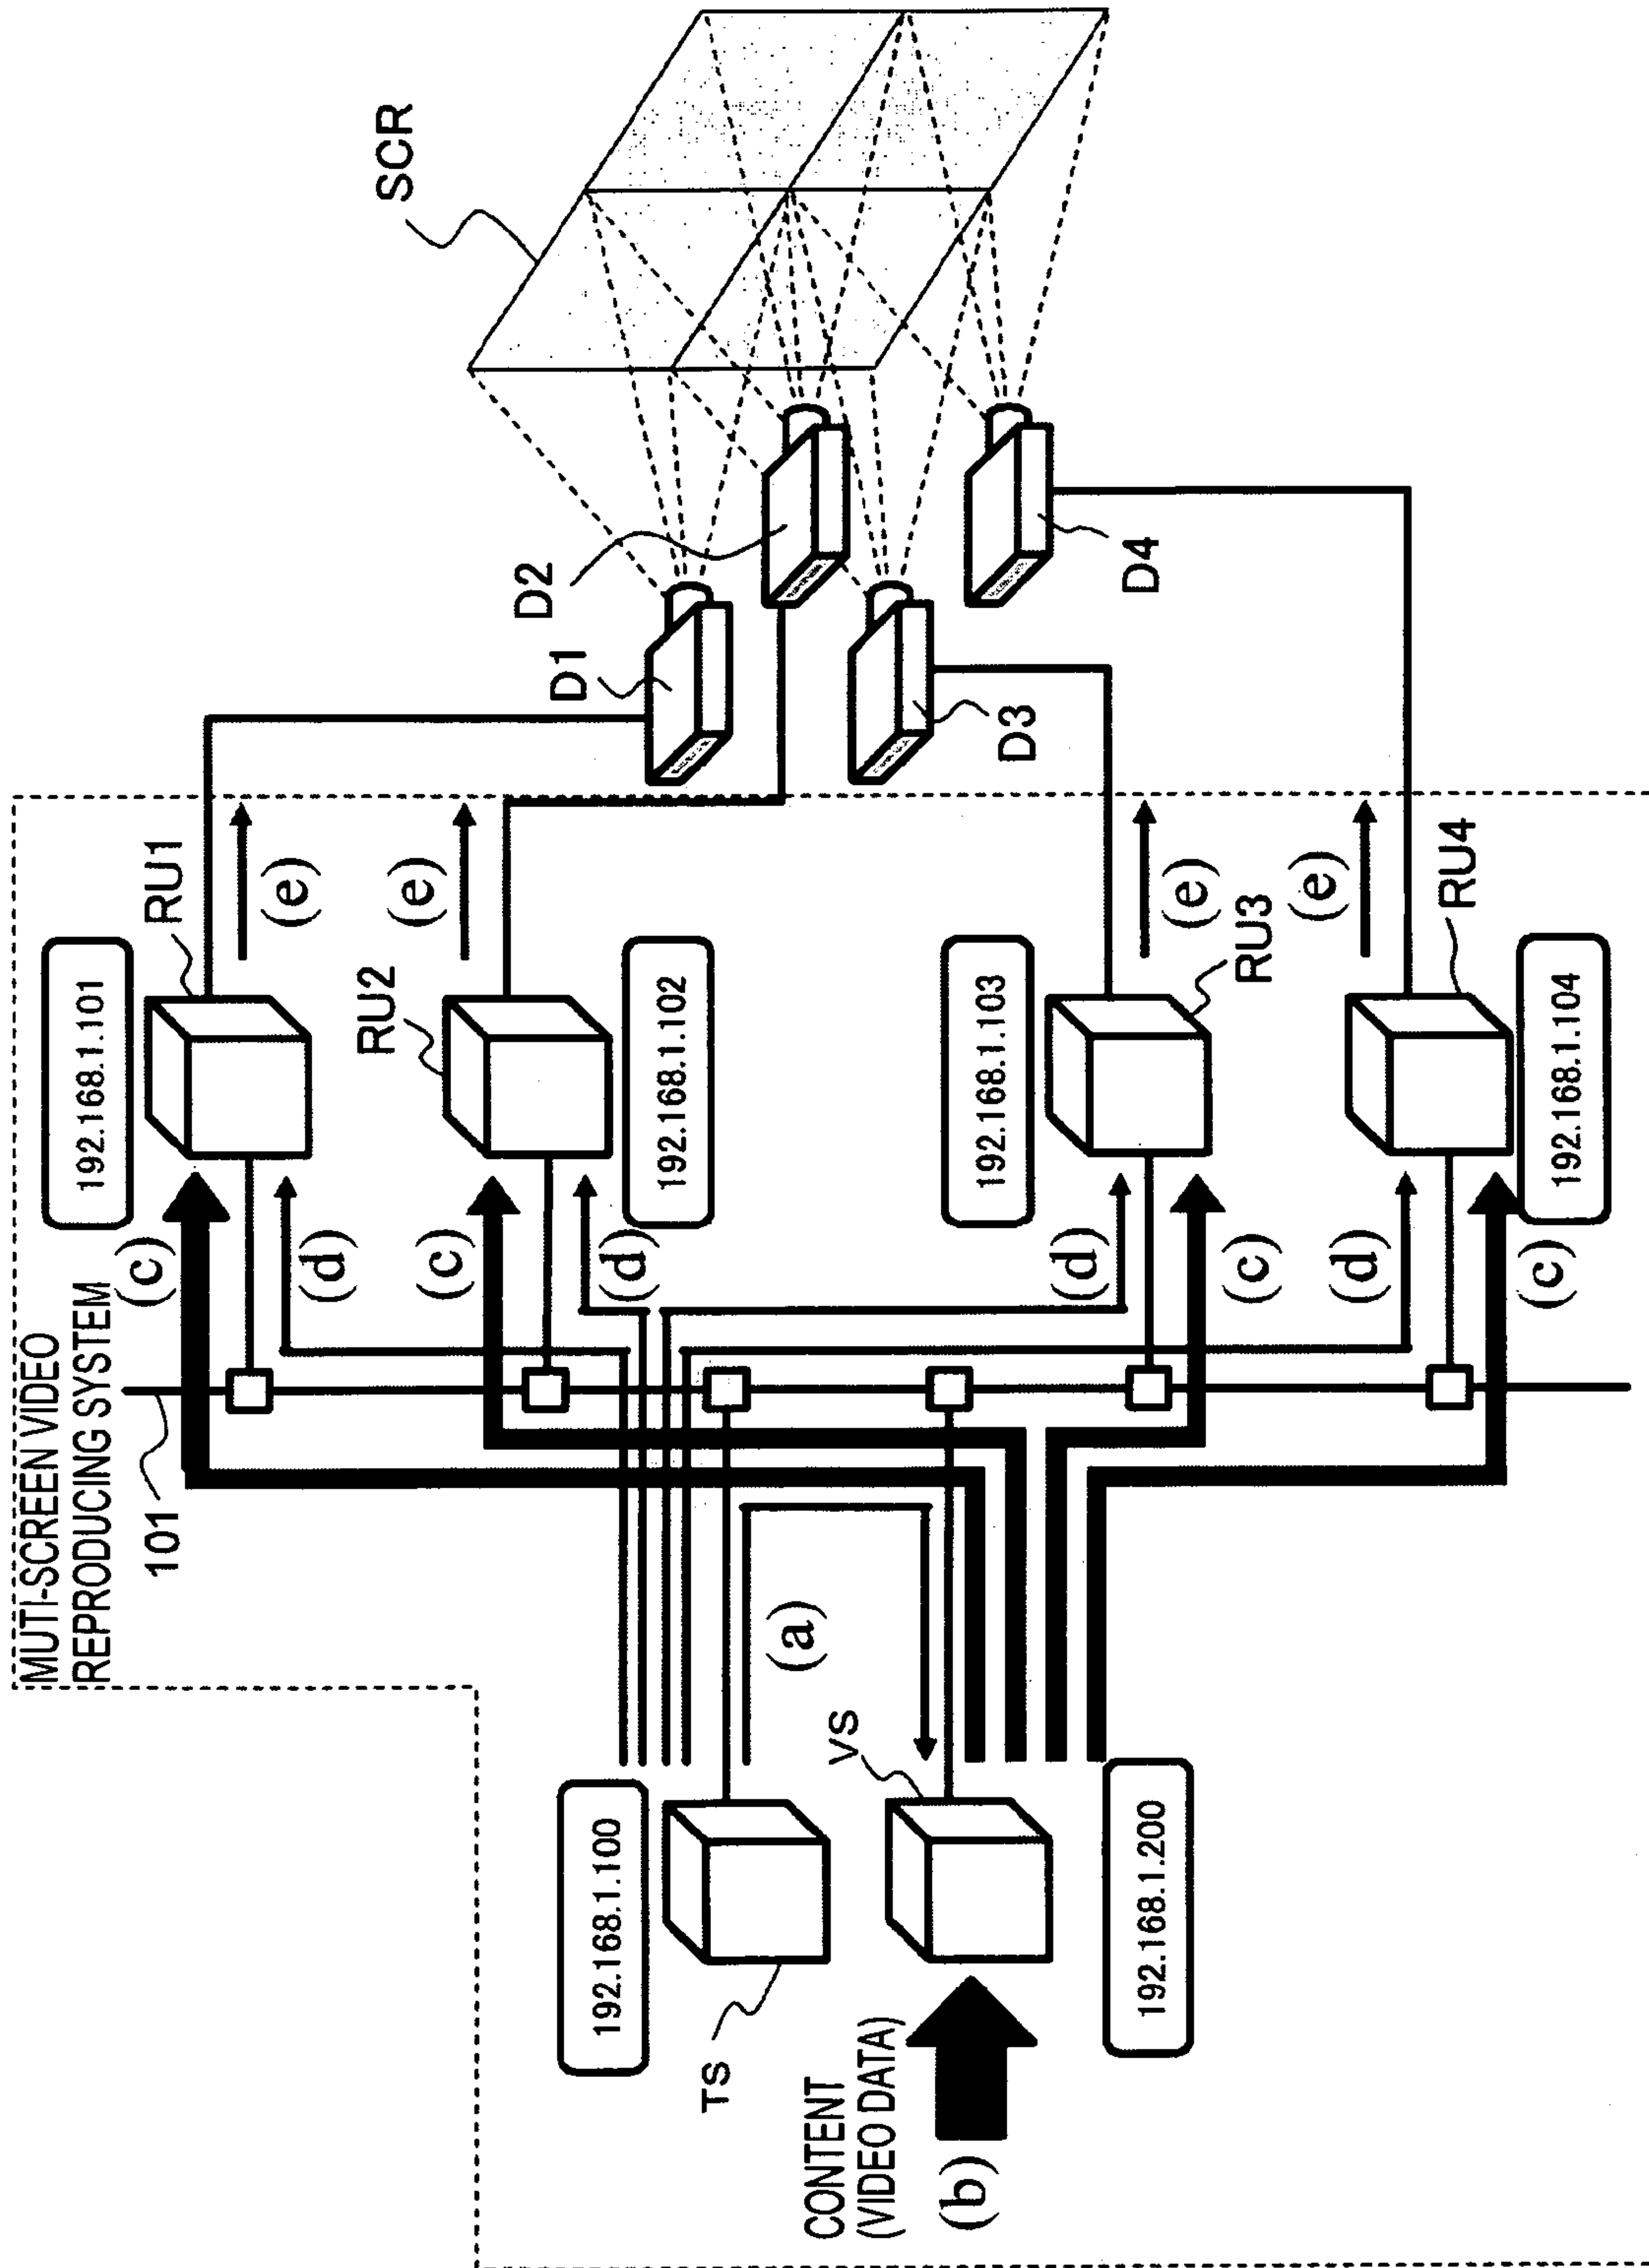 MUTI-SCREEN VIDEO
REPRODUCING SYSTEM
101
192.168.1.101
RU1
(c)
(d)
(e)
RU2
(c)
(d)
(e)
192.168.1.102
192.168.1.103
(d)
(c)
(e)
RU3
(d)
(c)
(e)
RU4
192.168.1.104
192.168.1.100
TS
(a)
VS
192.168.1.200
CONTENT
(VIDEO DATA)
(b)
D1
D2
D3
D4
SCR